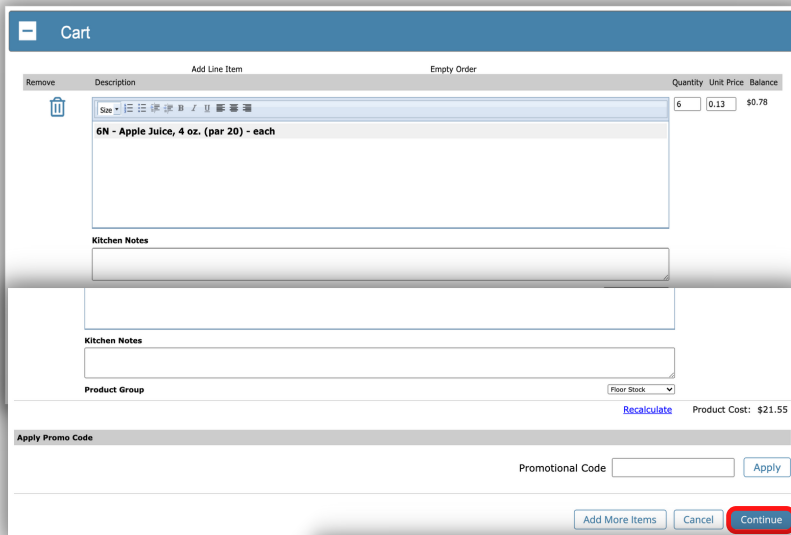 Cart
Add Line Item Empty Order
Remove Description Quantity Unit Price Balance
Size B I U 6 0.13 $0.78
6N - Apple Juice, 4 oz. (par 20) - each
Kitchen Notes
Kitchen Notes
Product Group Floor Stock
Recalculate Product Cost: $21.55
Apply Promo Code
Promotional Code Apply
Add More Items Cancel Continue